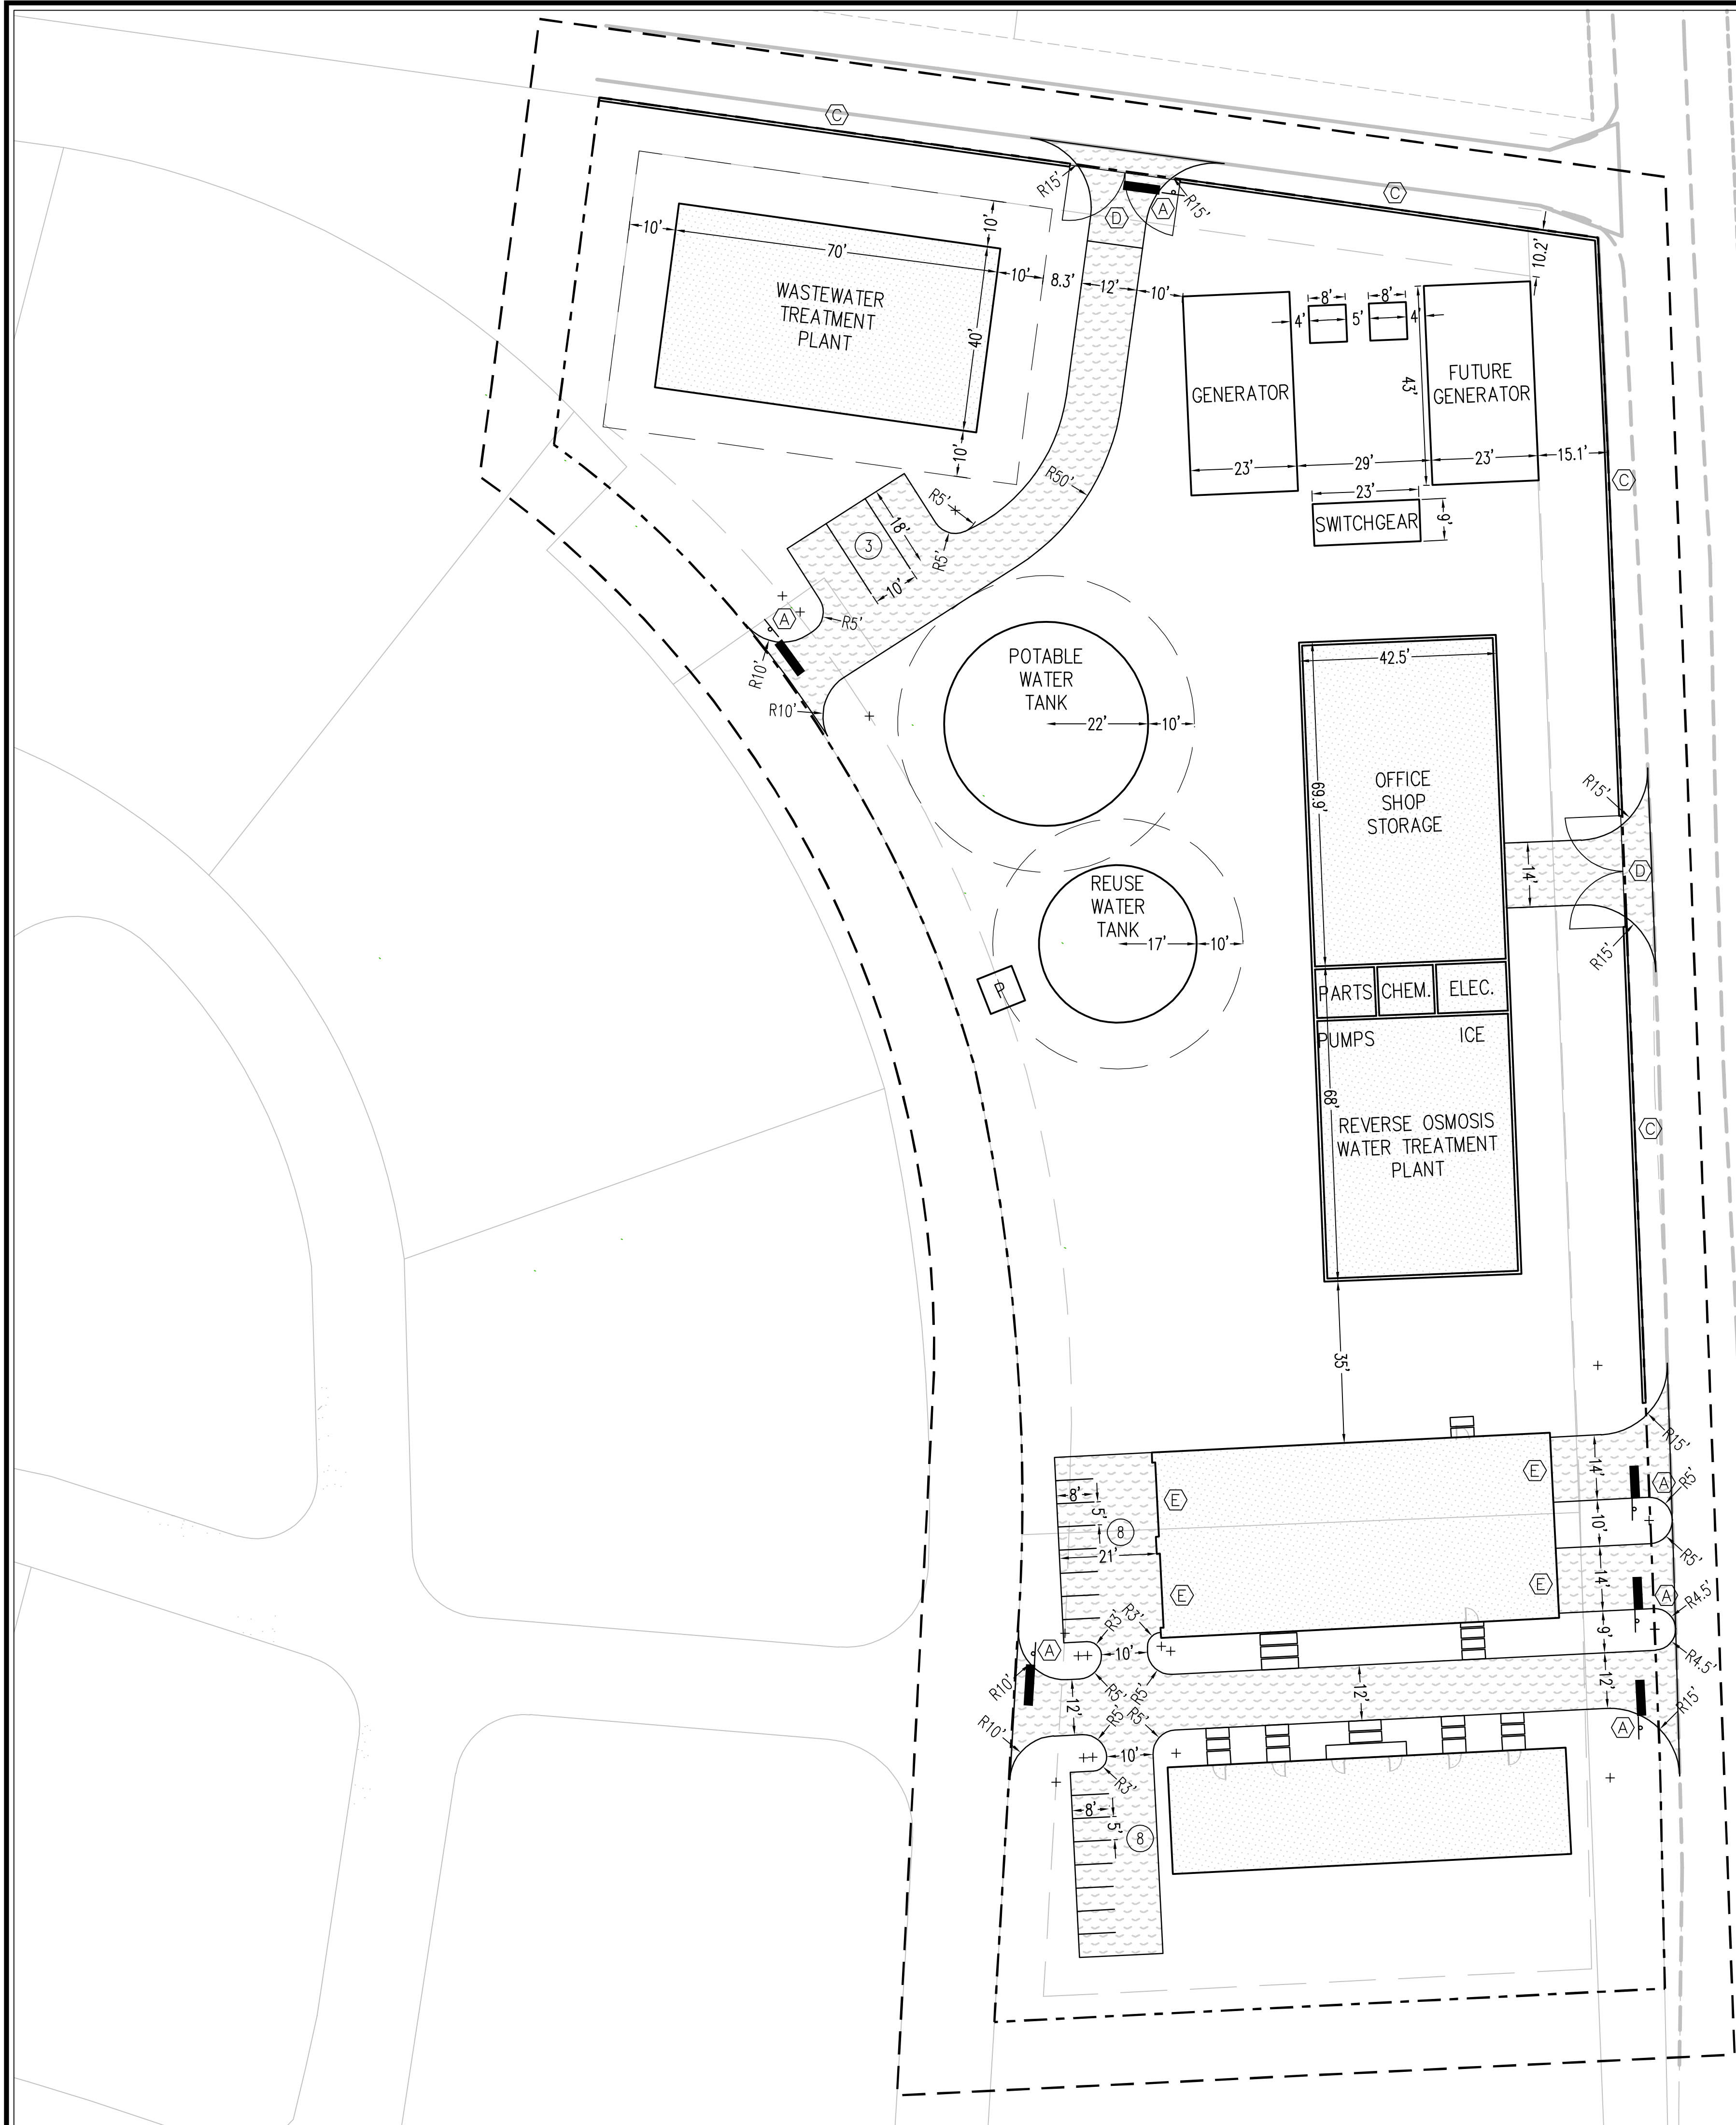 C
C
R15'
R15'
D
A
10.2'
10'
10'
70'
10'
8.3'
12'
10'
8'
8'
4'
5'
4'
WASTEWATER
TREATMENT
PLANT
40'
43'
GENERATOR
FUTURE
GENERATOR
10'
R50'
23'
29'
23'
15.1'
C
R5'
23'
18'
SWITCHGEAR
9'
3
R5'
10'
A
R5'
R10'
R10'
POTABLE
WATER
TANK
22'
10'
42.5'
OFFICE
SHOP
STORAGE
69.9'
R15'
14'
D
R15'
REUSE
WATER
TANK
17'
10'
P
PARTS
CHEM.
ELEC.
PUMPS
ICE
68'
REVERSE OSMOSIS
WATER TREATMENT
PLANT
C
35'
R15'
14'
E
E
A
R5'
8'
5'
8
10'
21'
R5'
14'
E
E
A
R4.5'
R3'
R3'
9'
A
10'
R4.5'
R10'
R5'
R5'
12'
12'
12'
R15'
R10'
R5'
R5'
A
10'
R3'
8'
5'
8